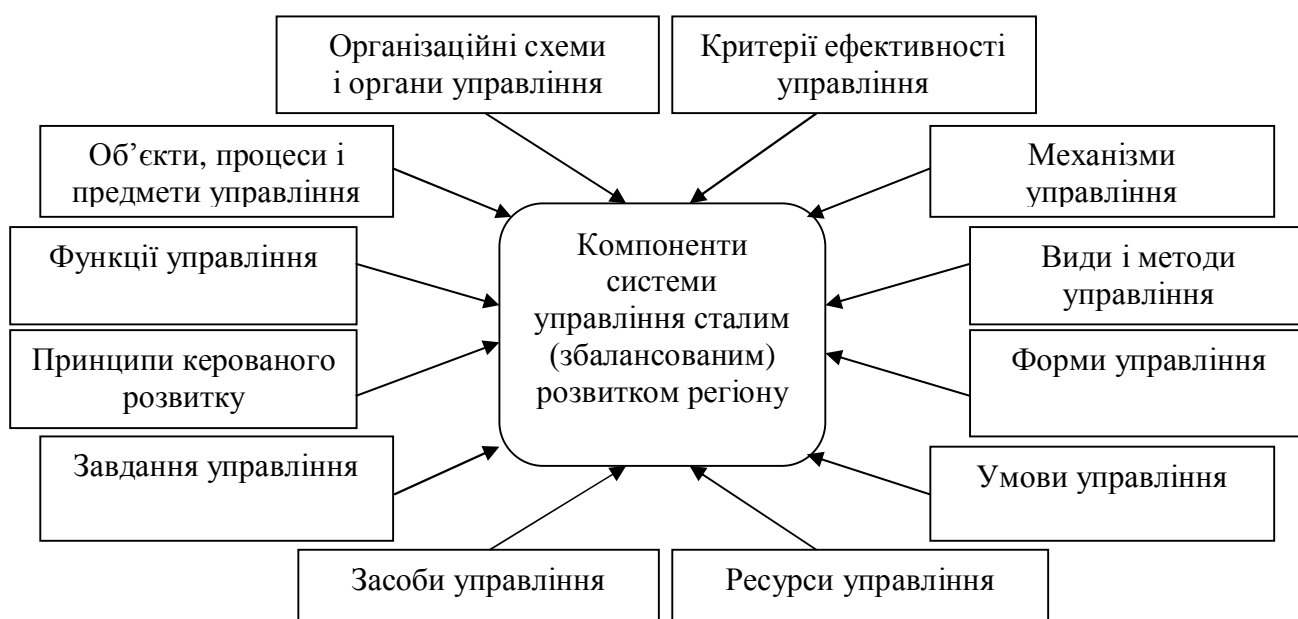 Організаційні схеми
і органи управління
Критерії ефективності
управління
Об’єкти, процеси і
предмети управління
Механізми
управління
Функції управління
Компоненти
системи
управління сталим
(збалансованим)
розвитком регіону
Види і методи
управління
Принципи керованого
розвитку
Форми управління
Завдання управління
Умови управління
Засоби управління
Ресурси управління